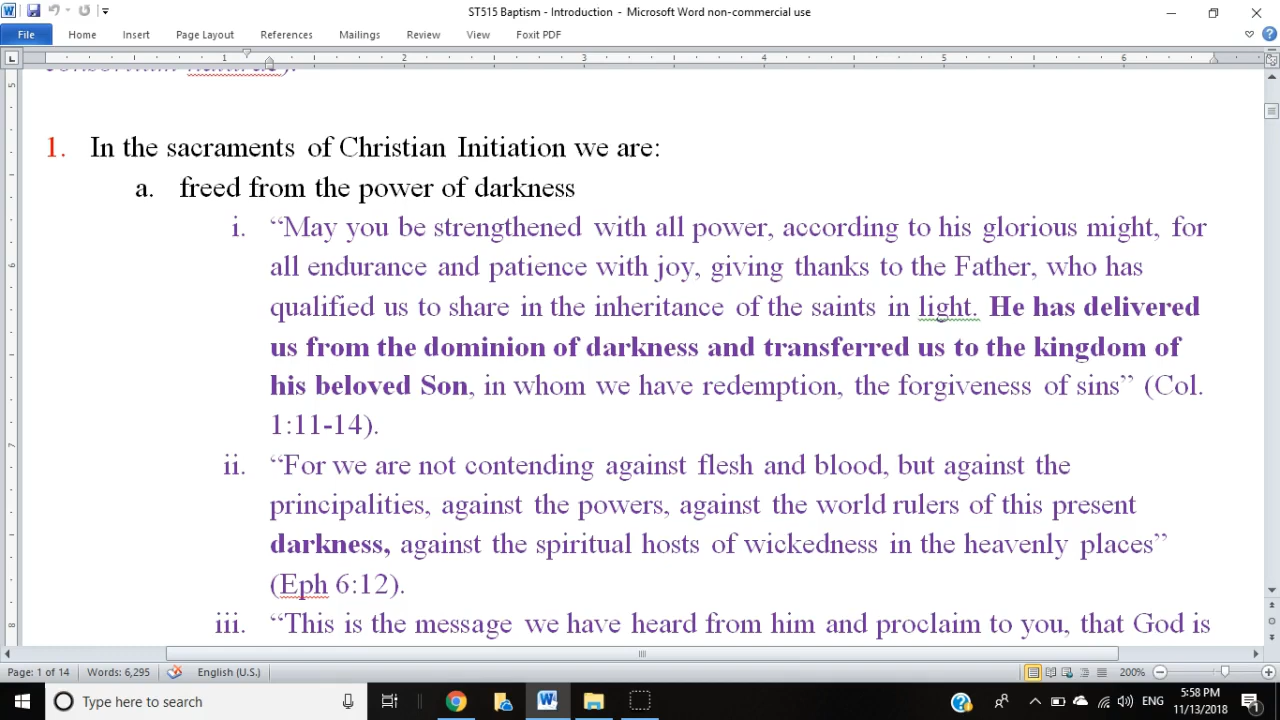 ST515 Baptism - Introduction - Microsoft Word non-commercial use
File Home Insert Page Layout References Mailings Review View Foxit PDF
1 2 3 4 5 6
1. In the sacraments of Christian Initiation we are:
a. freed from the power of darkness
i. “May you be strengthened with all power, according to his glorious might, for
all endurance and patience with joy, giving thanks to the Father, who has
qualified us to share in the inheritance of the saints in light. He has delivered
us from the dominion of darkness and transferred us to the kingdom of
his beloved Son, in whom we have redemption, the forgiveness of sins” (Col.
1:11-14).
ii. “For we are not contending against flesh and blood, but against the
principalities, against the powers, against the world rulers of this present
darkness, against the spiritual hosts of wickedness in the heavenly places”
(Eph 6:12).
iii. “This is the message we have heard from him and proclaim to you, that God is
Page: 1 of 14 Words: 6,295 English (U.S.) 200%
Type here to search
ENG 5:58 PM
11/13/2018